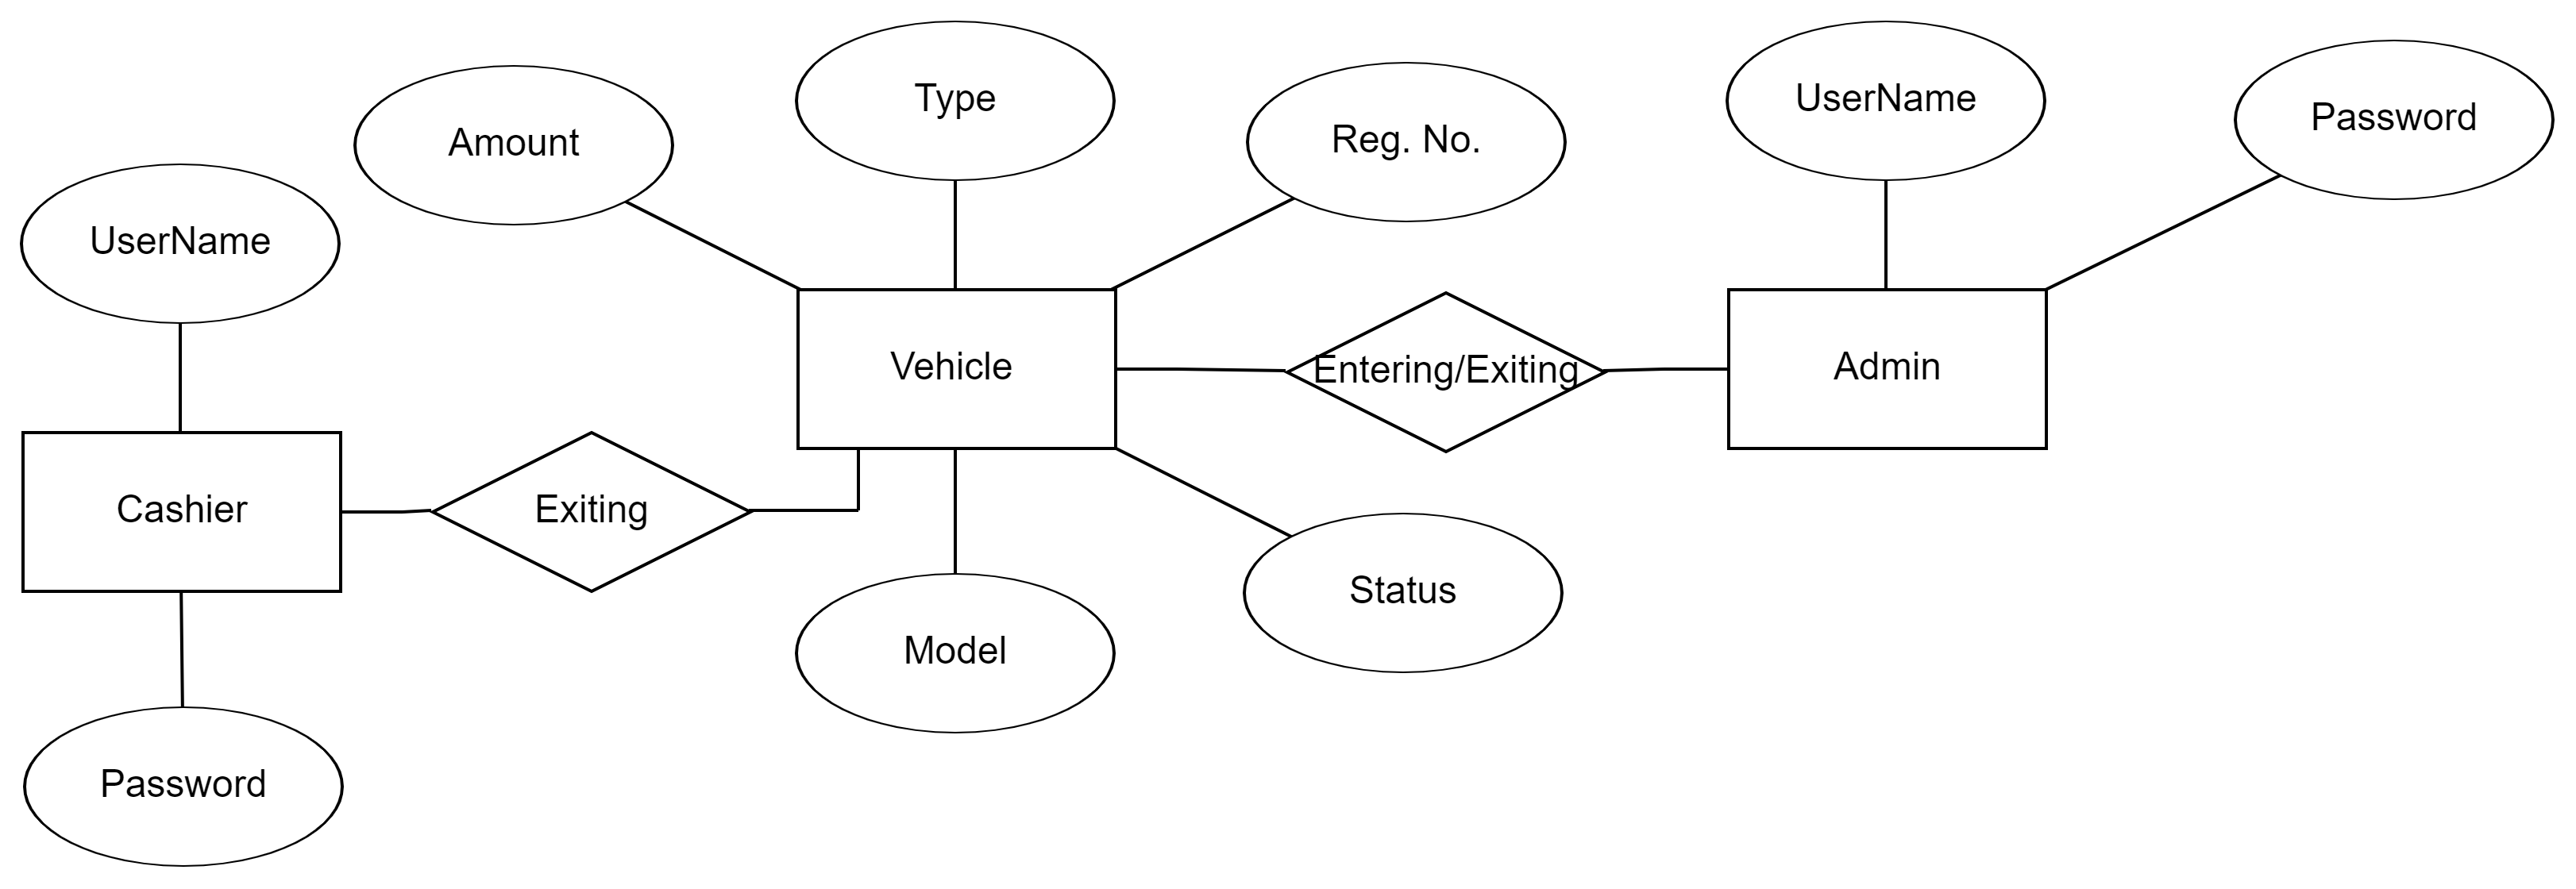 Type
UserName
Password
Amount
Reg. No.
UserName
Vehicle
Entering/Exiting
Admin
Cashier
Exiting
Status
Model
Password